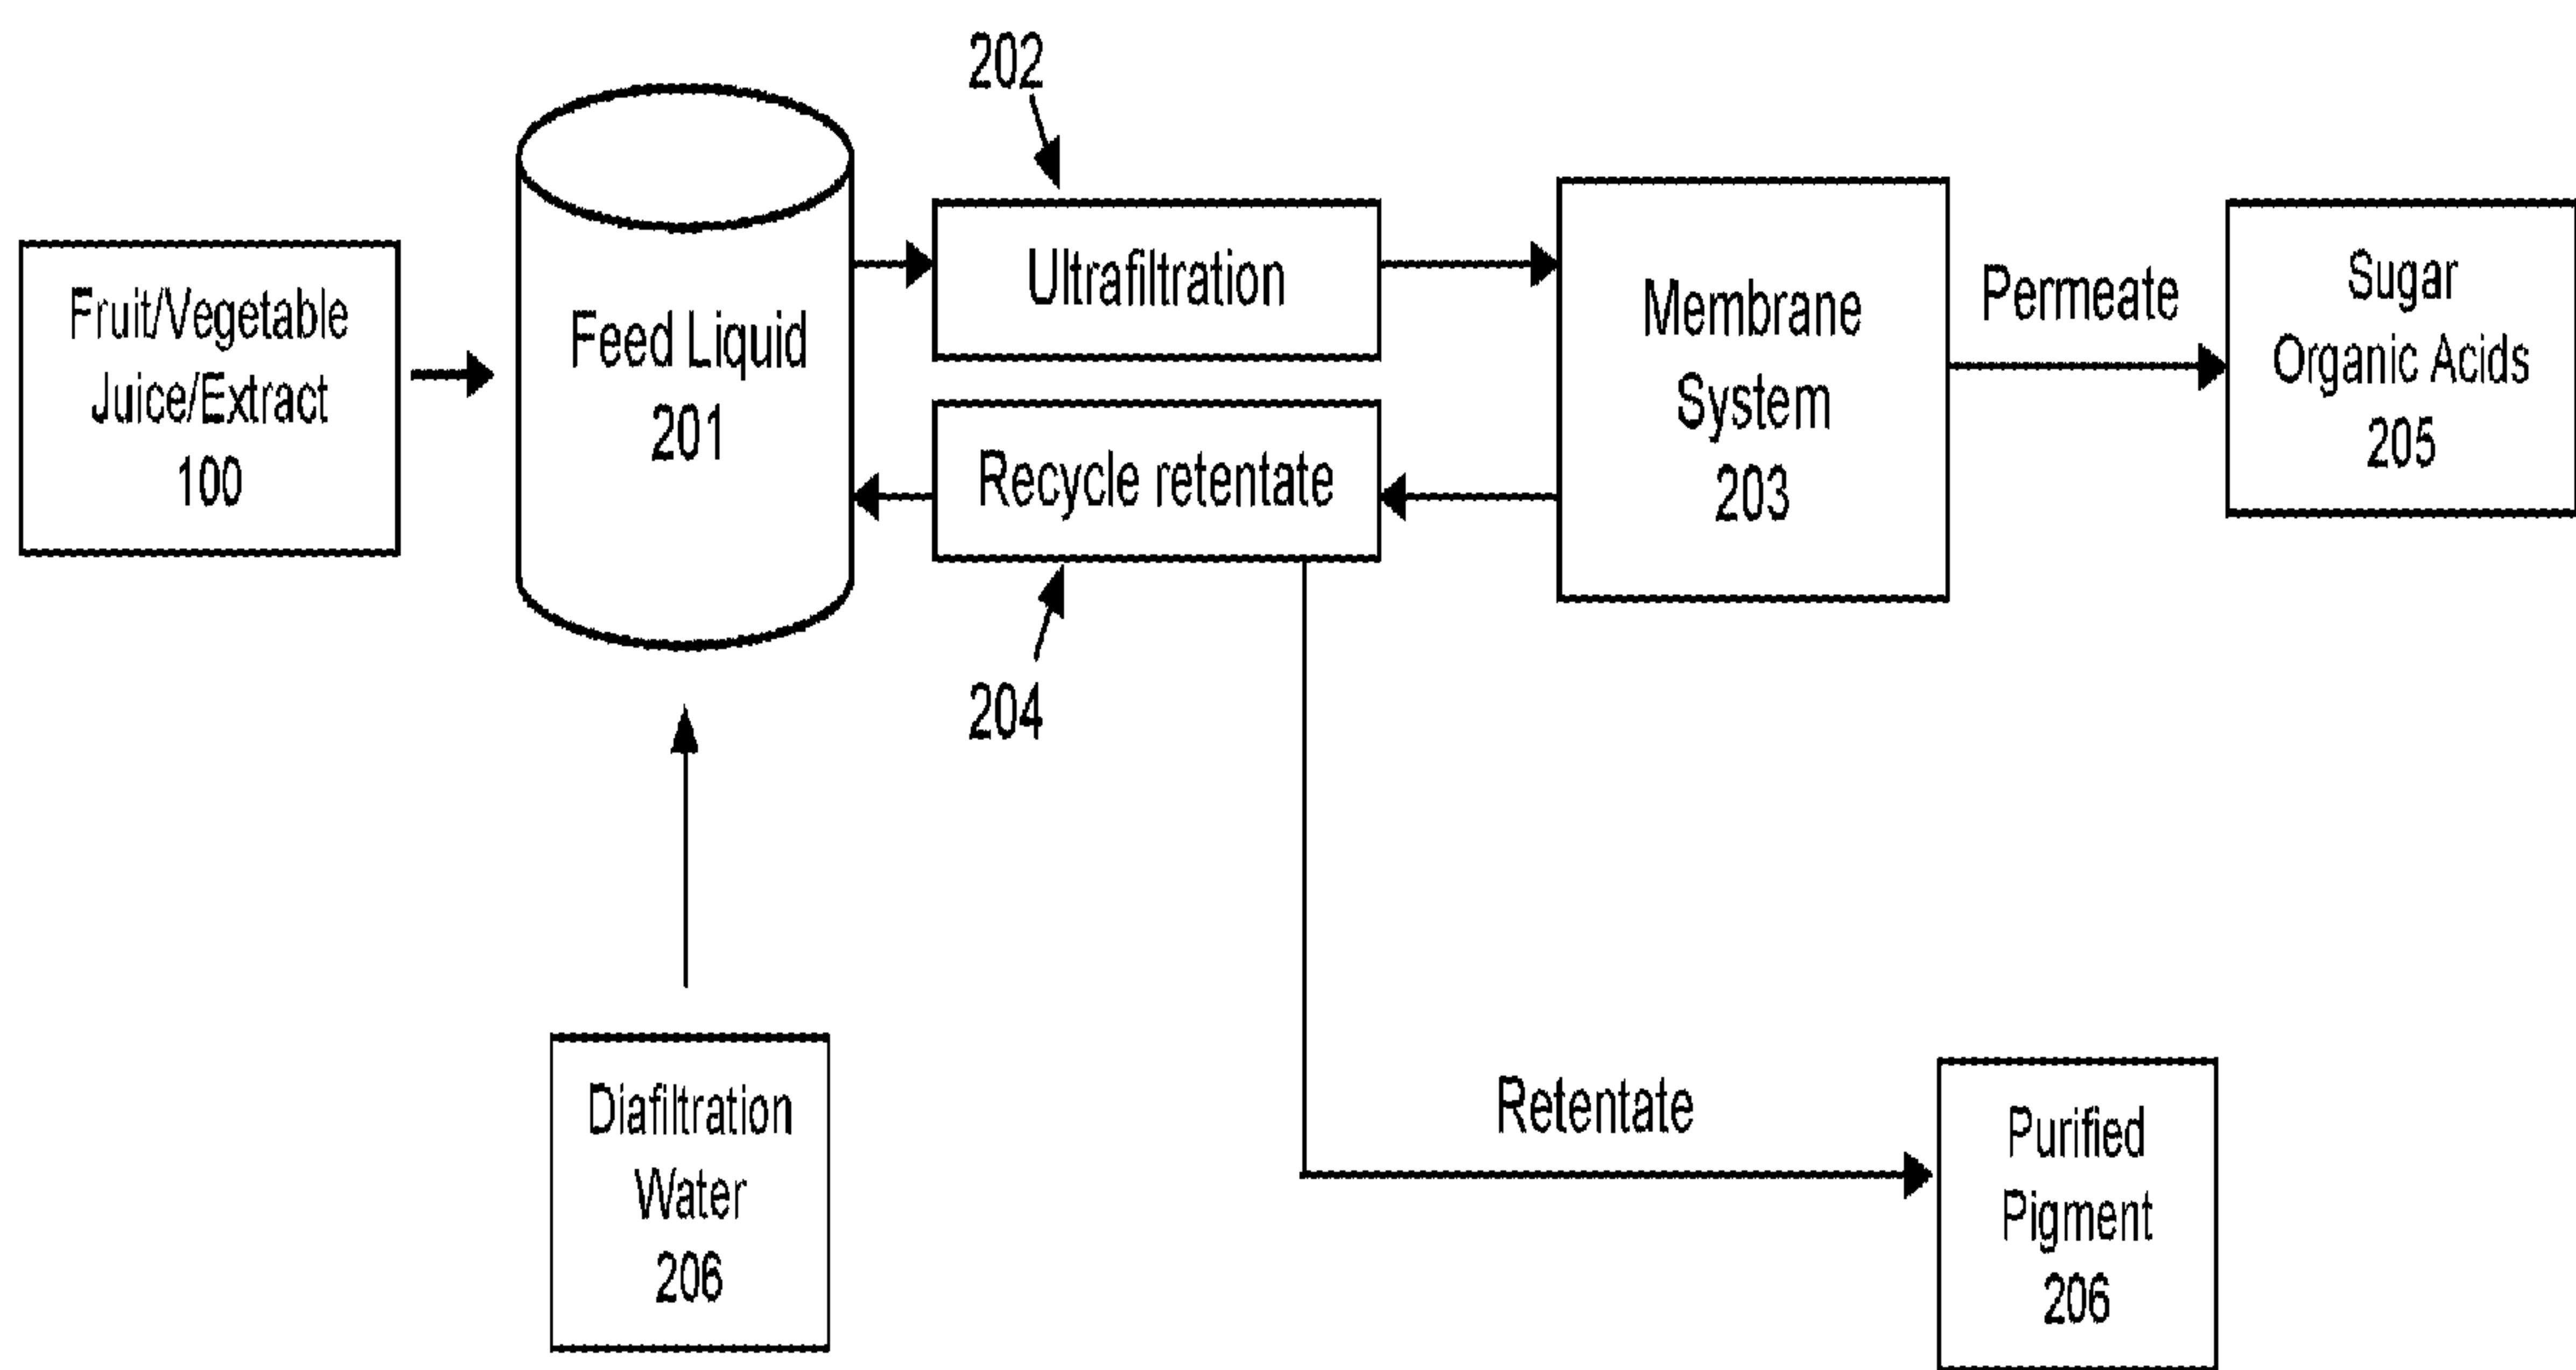 202
Fruit/Vegetable
Juice/Extract
100
Feed Liquid
201
Ultrafiltration
Recycle retentate
204
Membrane
System
203
Permeate
Sugar
Organic Acids
205
Diafiltration
Water
206
Retentate
Purified
Pigment
206